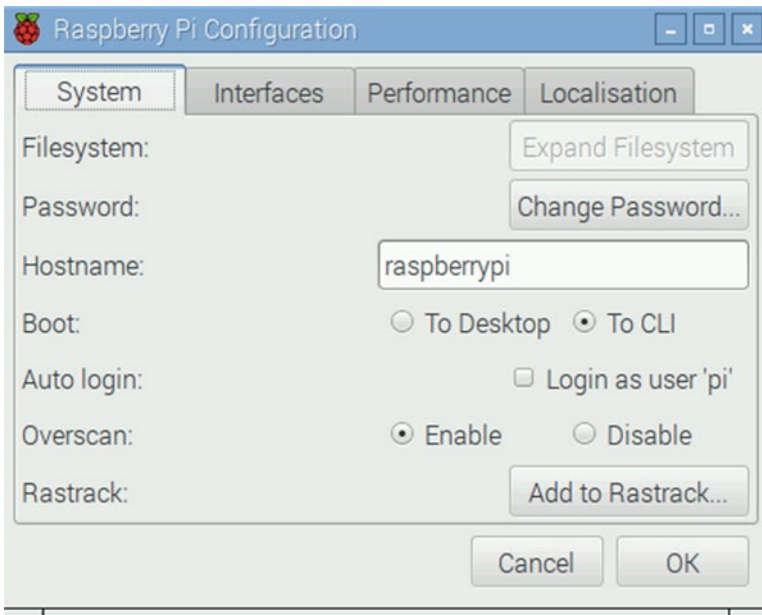 Raspberry Pi Configuration
System Interfaces Performance Localisation
Filesystem: Expand Filesystem
Password: Change Password...
Hostname: raspberrypi
Boot: To Desktop To CLI
Auto login: Login as user 'pi'
Overscan: Enable Disable
Rastrack: Add to Rastrack...
Cancel OK